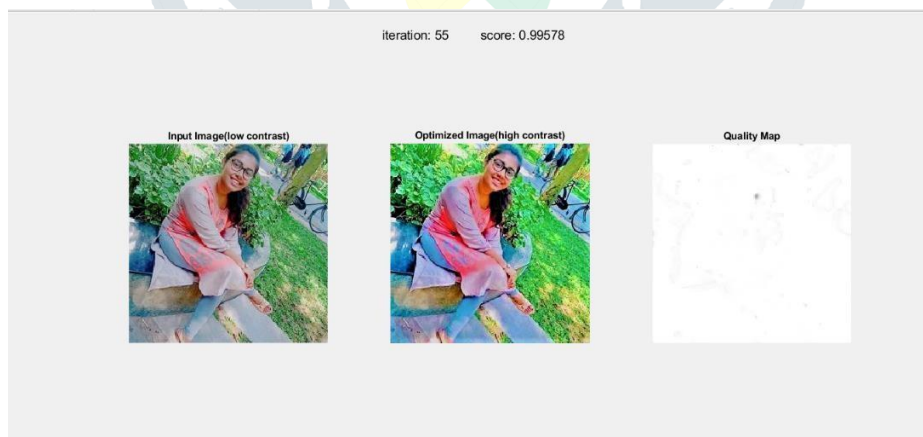 iteration: 55 score: 0.99578
Input Image(low contrast)
Optimized Image(high contrast)
Quality Map